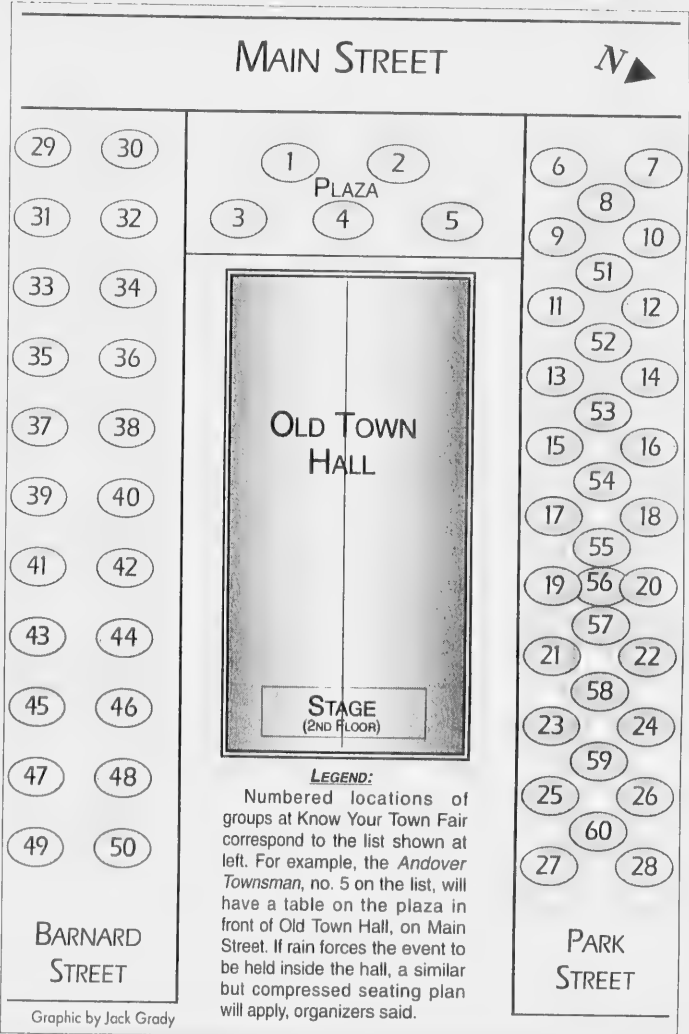 MAIN STREET
N
29 30
1 2
6 7
PLAZA
8
31 32
3 4 5
9 10
51
33 34
11 12
52
35 36
13 14
53
37 38
OLD TOWN
HALL
15 16
54
39 40
17 18
55
41 42
19 56 20
57
43 44
21 22
58
45 46
STAGE
(2ND FLOOR)
23 24
59
47 48
25 26
60
49 50
27 28
LEGEND:
Numbered locations of
groups at Know Your Town Fair
correspond to the list shown at
left. For example, the Andover
Townsman, no. 5 on the list, will
have a table on the plaza in
front of Old Town Hall, on Main
Street. If rain forces the event to
be held inside the hall, a similar
but compressed seating plan
will apply, organizers said.
BARNARD
STREET
PARK
STREET
Graphic by Jack Grady